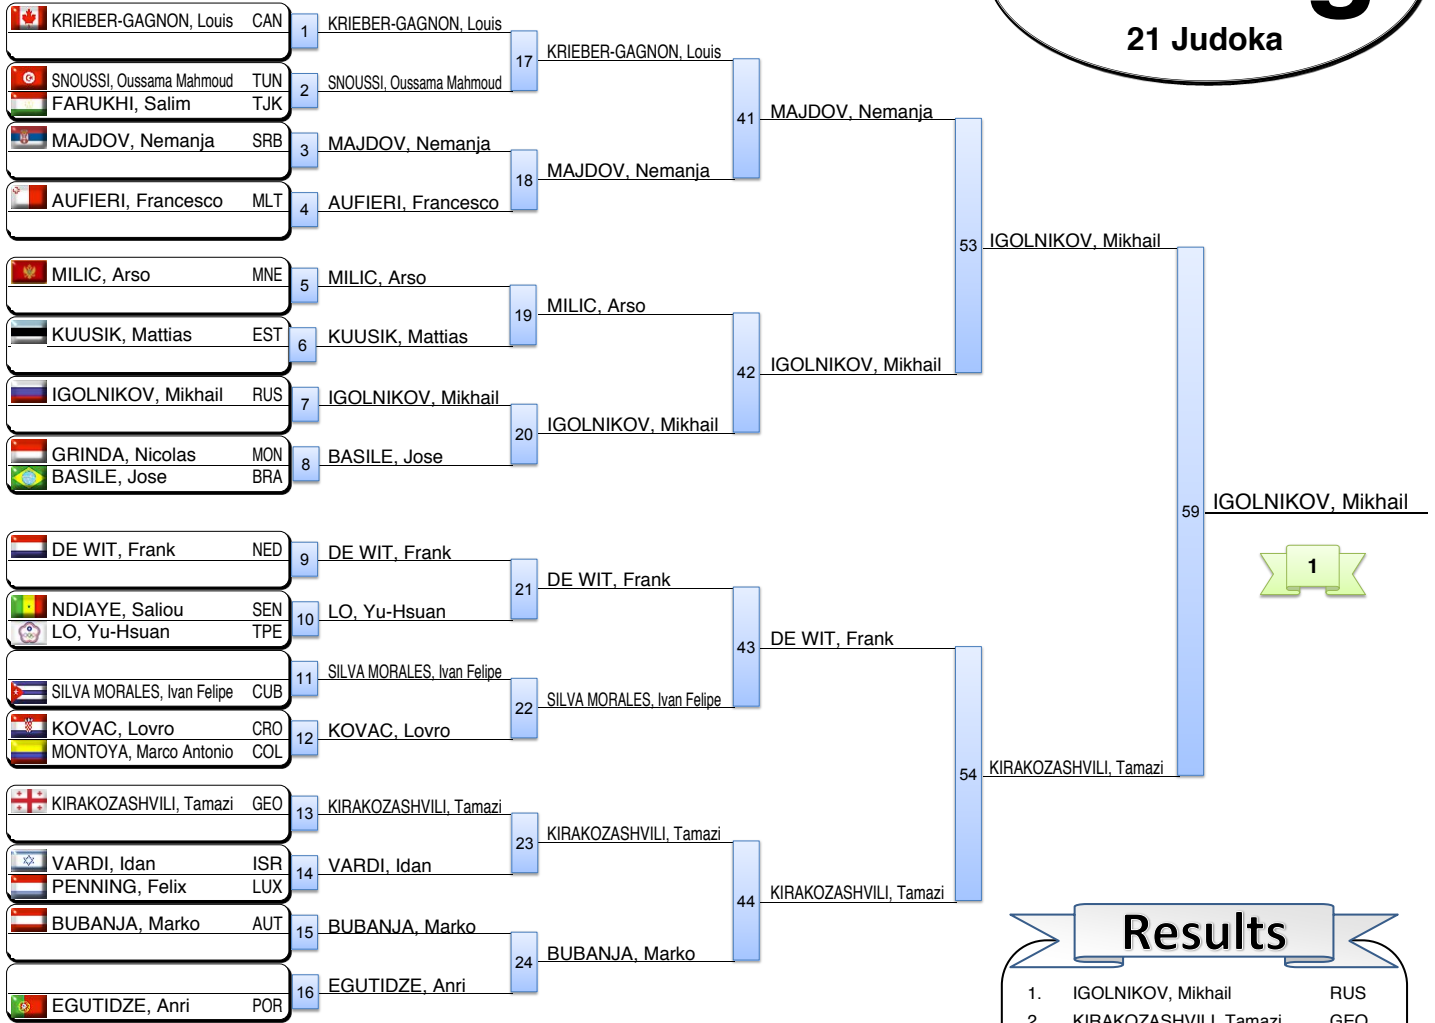 21 Judoka
KRIEBER-GAGNON, Louis CAN
SNOUSSI, Oussama Mahmoud TUN
FARUKHI, Salim TJK
MAJDOV, Nemanja SRB
AUFIERI, Francesco MLT
MILIC, Arso MNE
KUUSIK, Mattias EST
IGOLNIKOV, Mikhail RUS
GRINDA, Nicolas MON
BASILE, Jose BRA
DE WIT, Frank NED
NDIAYE, Saliou SEN
LO, Yu-Hsuan TPE
SILVA MORALES, Ivan Felipe CUB
KOVAC, Lovro CRO
MONTOYA, Marco Antonio COL
KIRAKOZASHVILI, Tamazi GEO
VARDI, Idan ISR
PENNING, Felix LUX
BUBANJA, Marko AUT
EGUTIDZE, Anri POR
1 KRIEBER-GAGNON, Louis
2 SNOUSSI, Oussama Mahmoud
3 MAJDOV, Nemanja
4 AUFIERI, Francesco
5 MILIC, Arso
6 KUUSIK, Mattias
7 IGOLNIKOV, Mikhail
8 BASILE, Jose
9 DE WIT, Frank
10 LO, Yu-Hsuan
11 SILVA MORALES, Ivan Felipe
12 KOVAC, Lovro
13 KIRAKOZASHVILI, Tamazi
14 VARDI, Idan
15 BUBANJA, Marko
16 EGUTIDZE, Anri
17 KRIEBER-GAGNON, Louis
18 MAJDOV, Nemanja
19 MILIC, Arso
20 IGOLNIKOV, Mikhail
21 DE WIT, Frank
22 SILVA MORALES, Ivan Felipe
23 KIRAKOZASHVILI, Tamazi
24 BUBANJA, Marko
41 MAJDOV, Nemanja
42 IGOLNIKOV, Mikhail
43 DE WIT, Frank
44 KIRAKOZASHVILI, Tamazi
53 IGOLNIKOV, Mikhail
54 KIRAKOZASHVILI, Tamazi
59 IGOLNIKOV, Mikhail
1
Results
1. IGOLNIKOV, Mikhail RUS
2. KIRAKOZASHVILI, Tamazi GEO